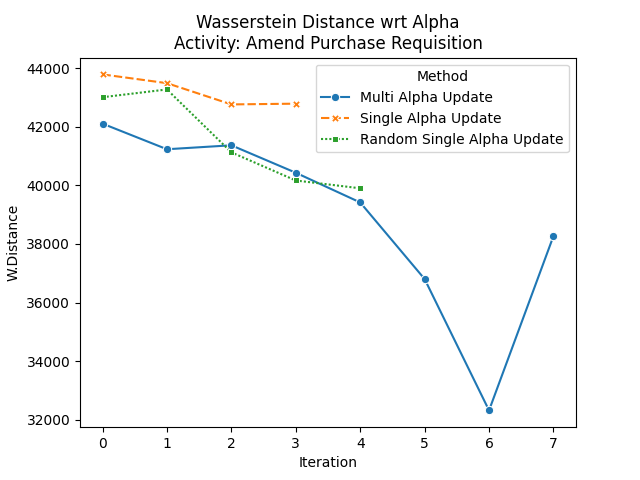 Wasserstein Distance wrt Alpha
Activity: Amend Purchase Requisition
Method
Multi Alpha Update
Single Alpha Update
Random Single Alpha Update
44000
42000
40000
38000
36000
34000
32000
W.Distance
0 1 2 3 4 5 6 7
Iteration